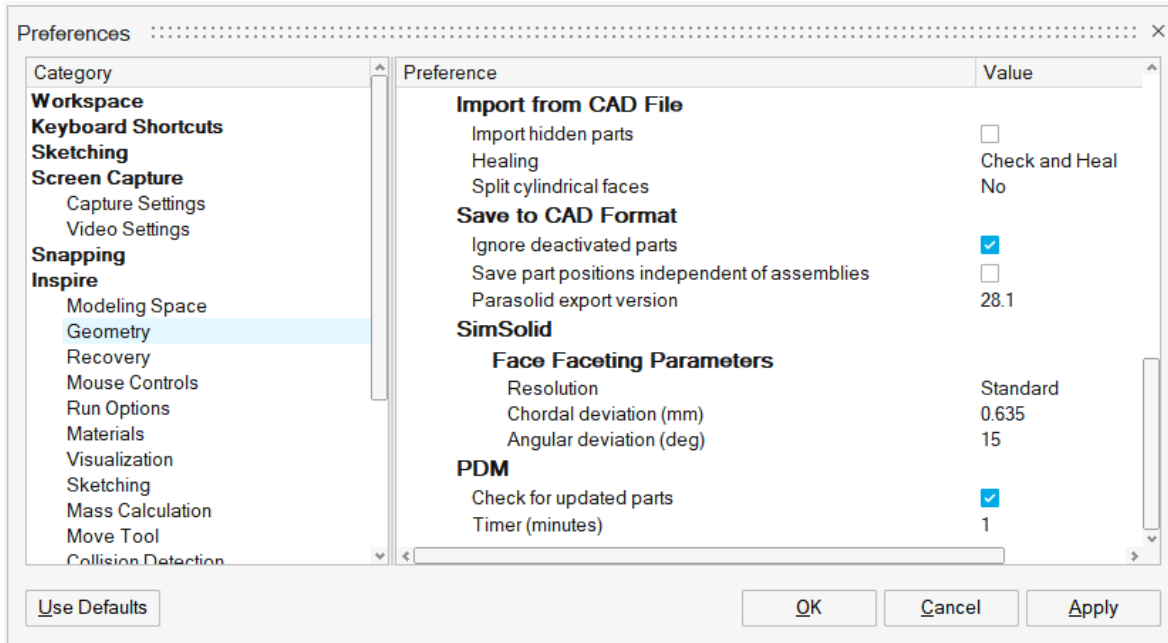 Preferences
Category
Workspace
Keyboard Shortcuts
Sketching
Screen Capture
Capture Settings
Video Settings
Snapping
Inspire
Modeling Space
Geometry
Recovery
Mouse Controls
Run Options
Materials
Visualization
Sketching
Mass Calculation
Move Tool
Collision Detection
Preference Value
Import from CAD File
Import hidden parts
Healing Check and Heal
Split cylindrical faces No
Save to CAD Format
Ignore deactivated parts
Save part positions independent of assemblies
Parasolid export version 28.1
SimSolid
Face Faceting Parameters
Resolution Standard
Chordal deviation (mm) 0.635
Angular deviation (deg) 15
PDM
Check for updated parts
Timer (minutes) 1
Use Defaults OK Cancel Apply